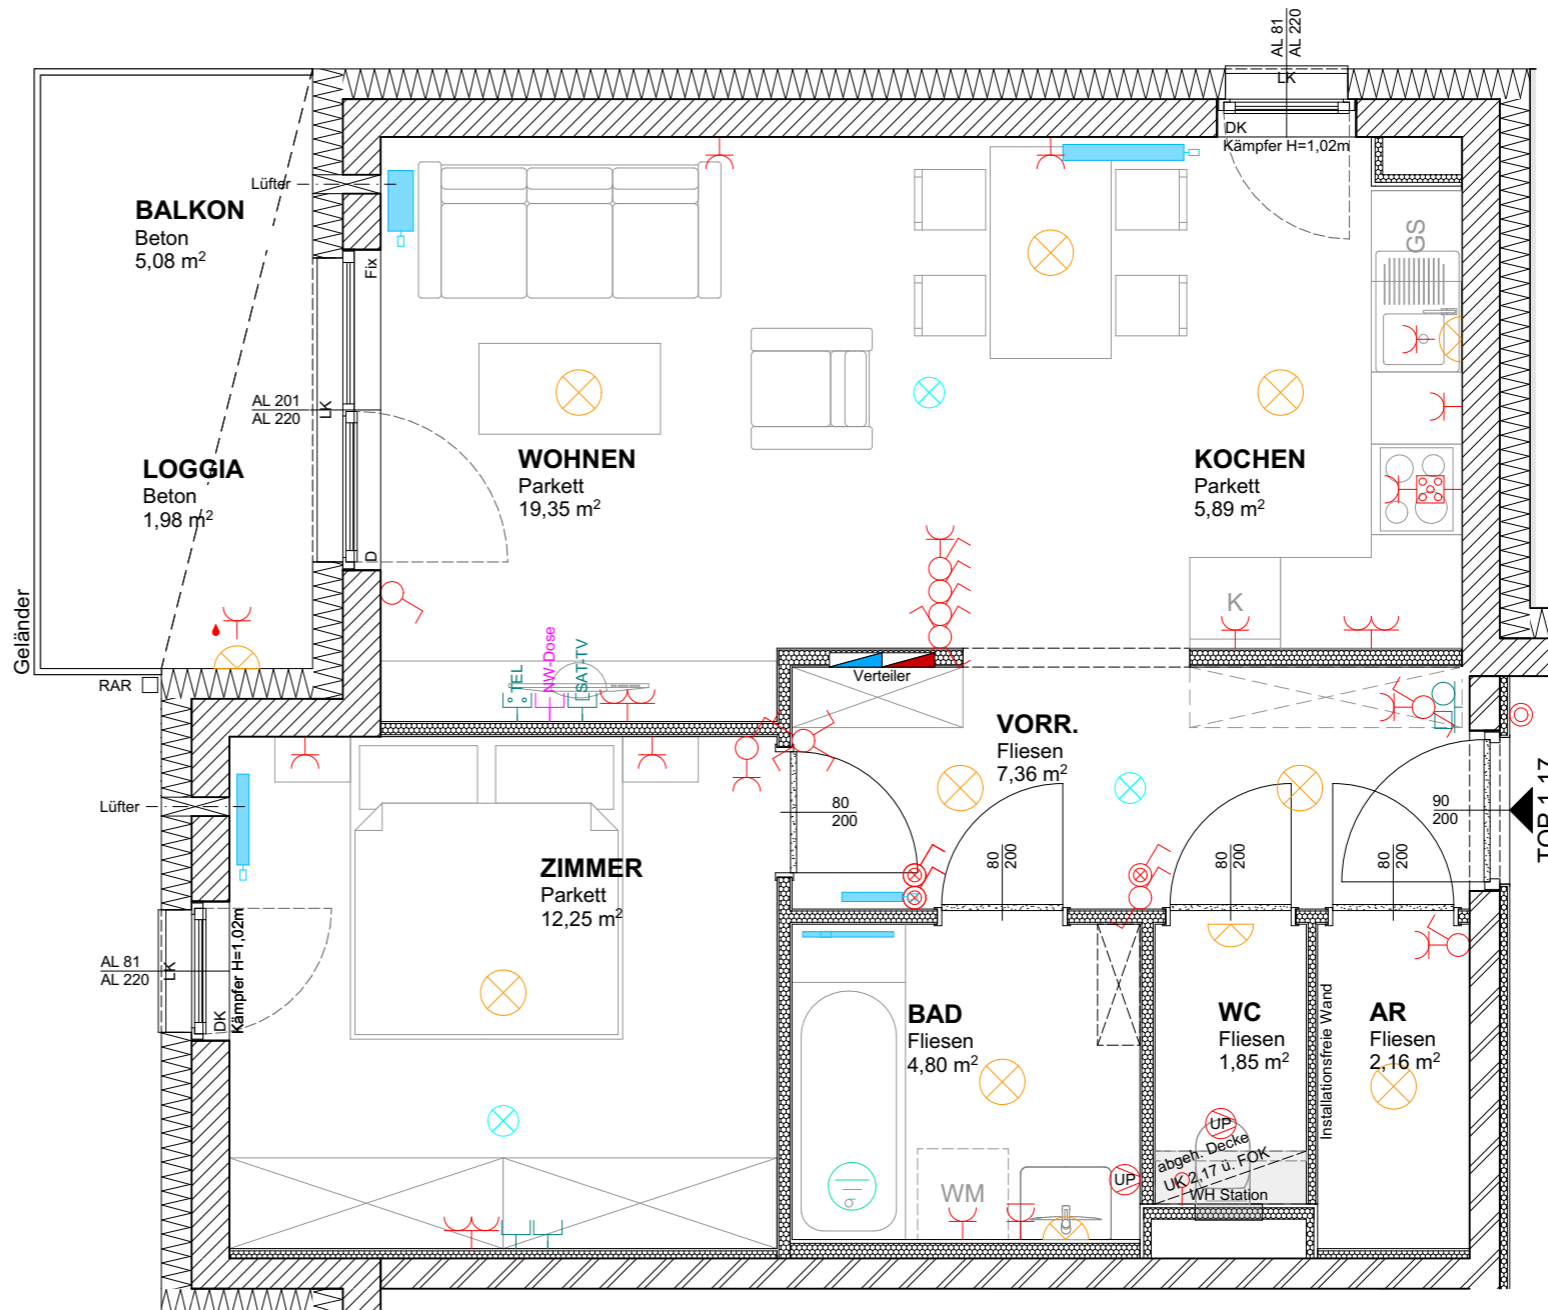 AL 81
AL 220
LK
DK
Kämpfer H=1,02m
Lüfter
BALKON
Beton
5,08 m²
Fix
GS
AL 201
AL 220
LK
LOGGIA
Beton
1,98 m²
WOHNEN
Parkett
19,35 m²
KOCHEN
Parkett
5,89 m²
D
Geländer
K
RAR
TEL
NW-Dose
SAT-TV
Verteiler
VORR.
Fliesen
7,36 m²
Lüfter
80
200
80
200
80
200
80
200
90
200
TOP 1.17
ZIMMER
Parkett
12,25 m²
AL 81
AL 220
LK
DK
Kämpfer H=1,02m
BAD
Fliesen
4,80 m²
WC
Fliesen
1,85 m²
Installationsfreie Wand
AR
Fliesen
2,16 m²
UP
abgeh. Decke
UK 2,17 ü. FOK
WH Station
UP
WM